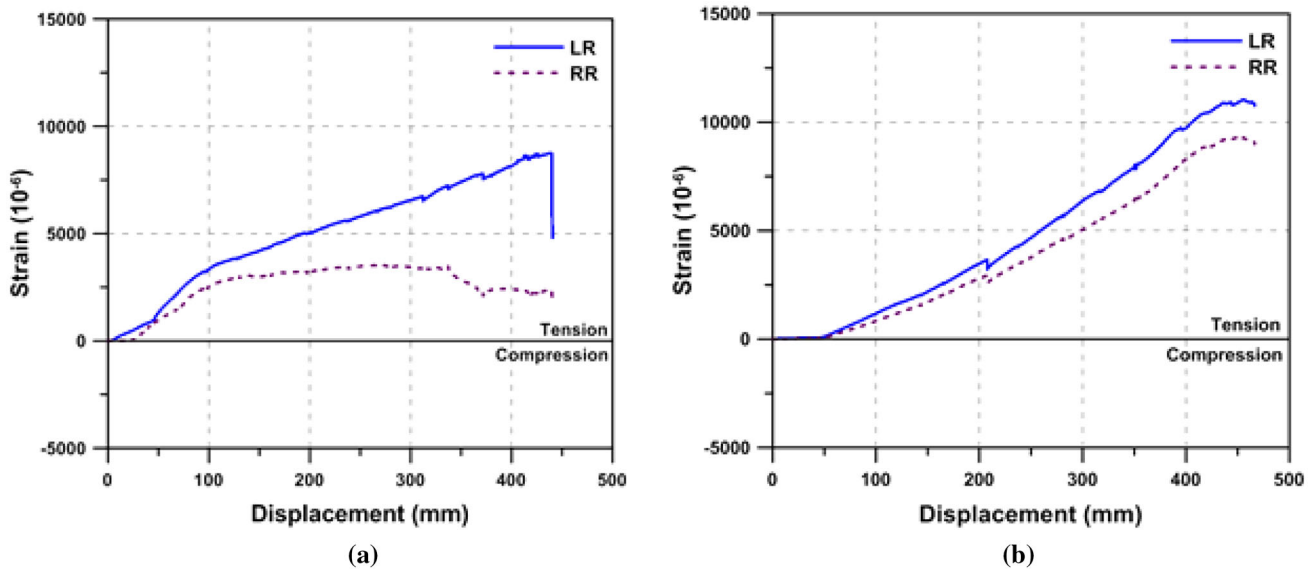 15000
10000
5000
0
-5000
Strain (10⁻⁶)
LR
RR
Tension
Compression
0 100 200 300 400 500
Displacement (mm)
(a)
15000
10000
5000
0
-5000
Strain (10⁻⁶)
LR
RR
Tension
Compression
0 100 200 300 400 500
Displacement (mm)
(b)